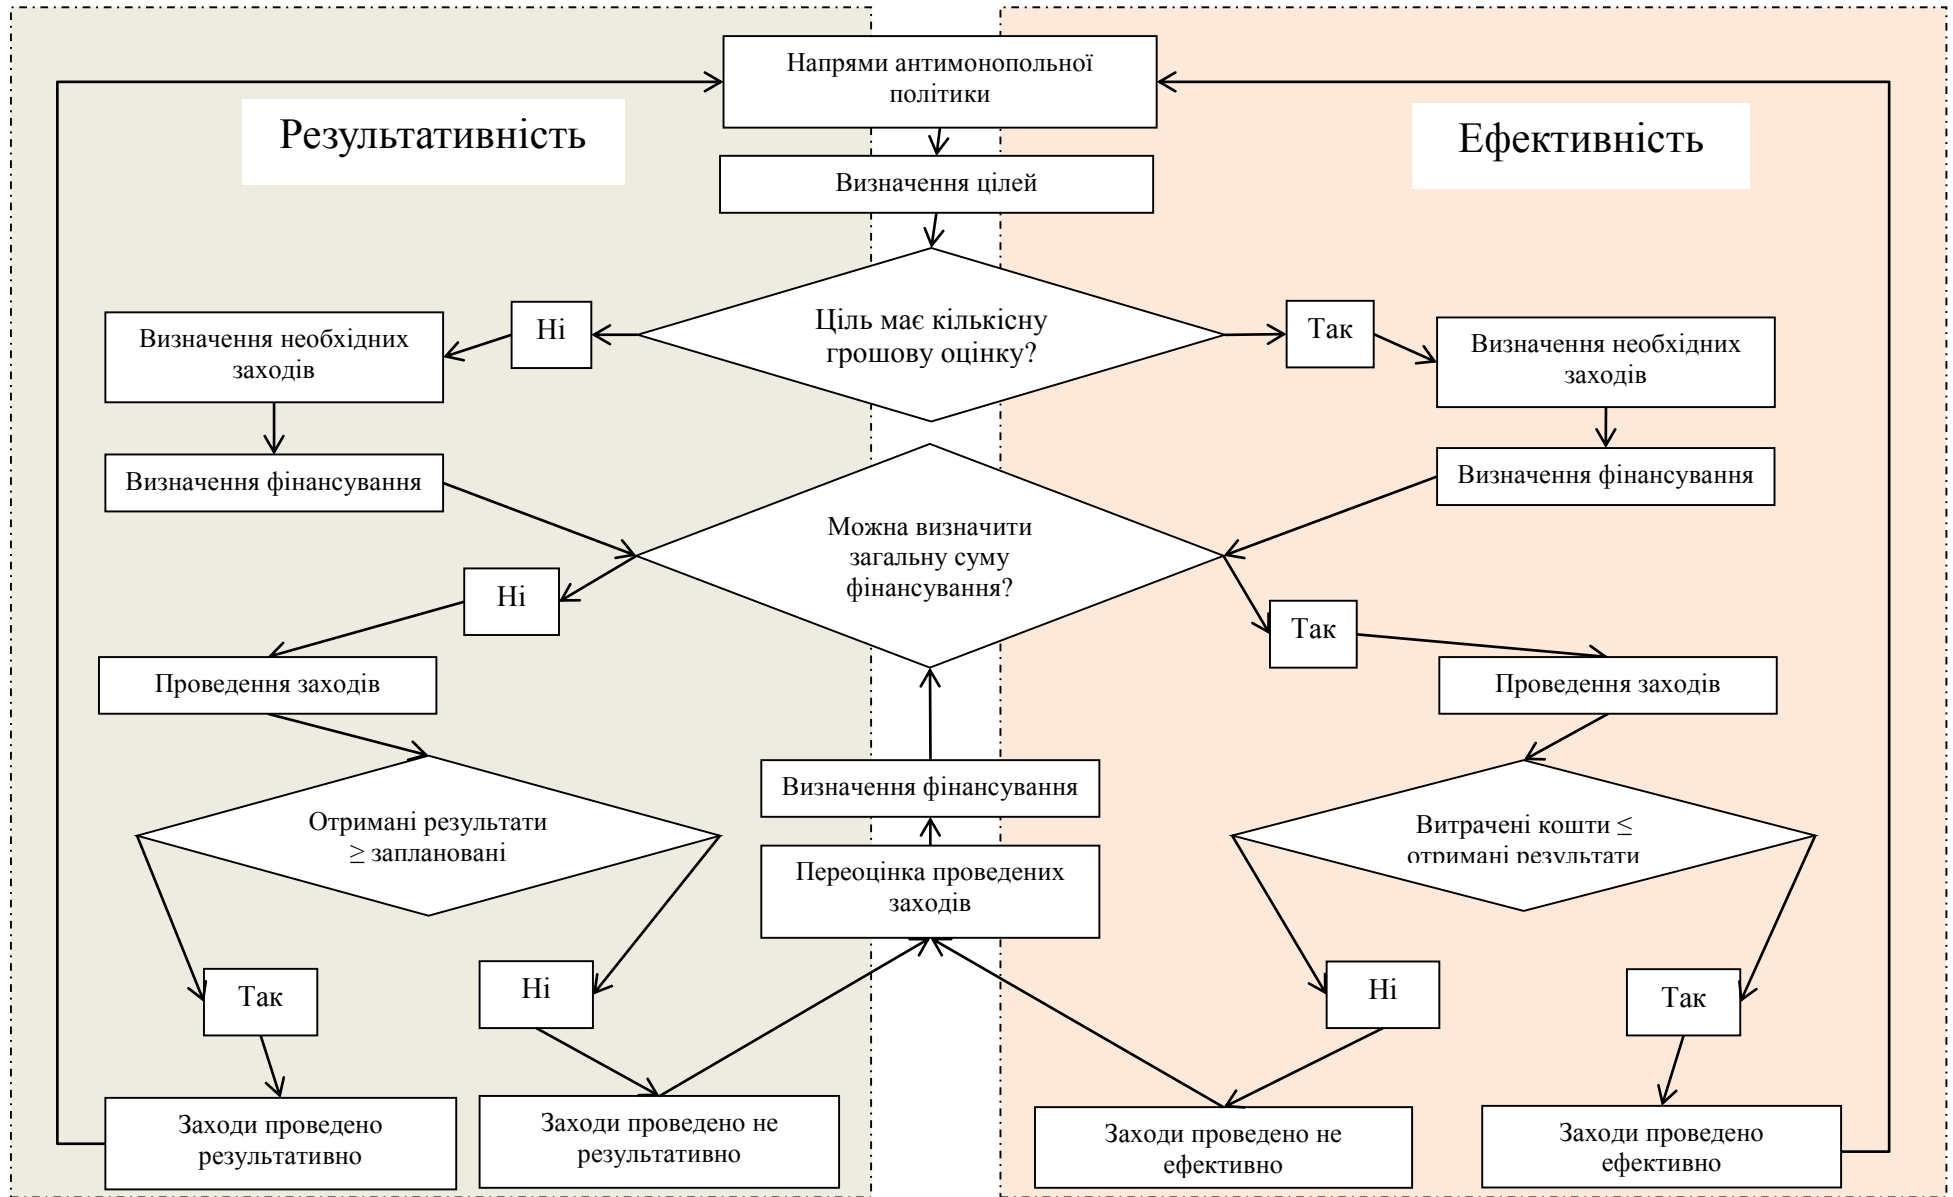 Напрями антимонопольної
політики
Результативність
Ефективність
Визначення цілей
Ціль має кількісну
грошову оцінку?
Ні
Так
Визначення необхідних
заходів
Визначення необхідних
заходів
Визначення фінансування
Визначення фінансування
Можна визначити
загальну суму
фінансування?
Ні
Так
Проведення заходів
Проведення заходів
Визначення фінансування
Отримані результати
≥ заплановані
Витрачені кошти ≤
отримані результати
Переоцінка проведених
заходів
Так
Ні
Ні
Так
Заходи проведено
результативно
Заходи проведено не
результативно
Заходи проведено не
ефективно
Заходи проведено
ефективно